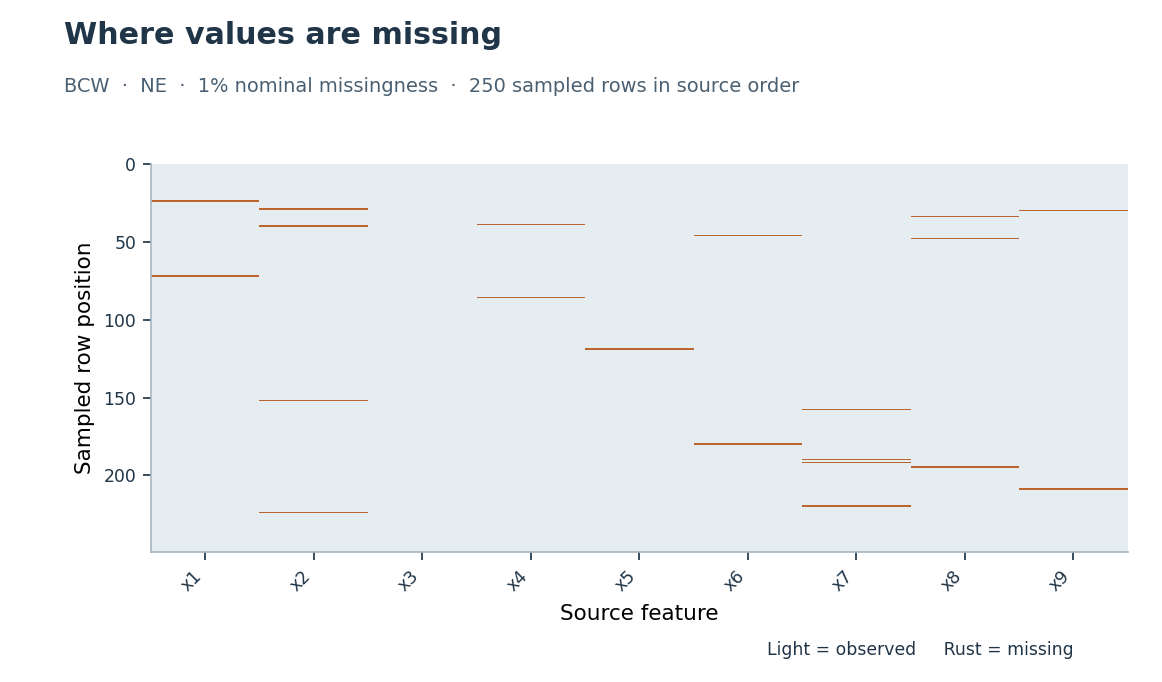 Where values are missing
BCW · NE · 1% nominal missingness · 250 sampled rows in source order
0
50
100
150
200
Sampled row position
x1 x2 x3 x4 x5 x6 x7 x8 x9
Source feature
Light = observed Rust = missing